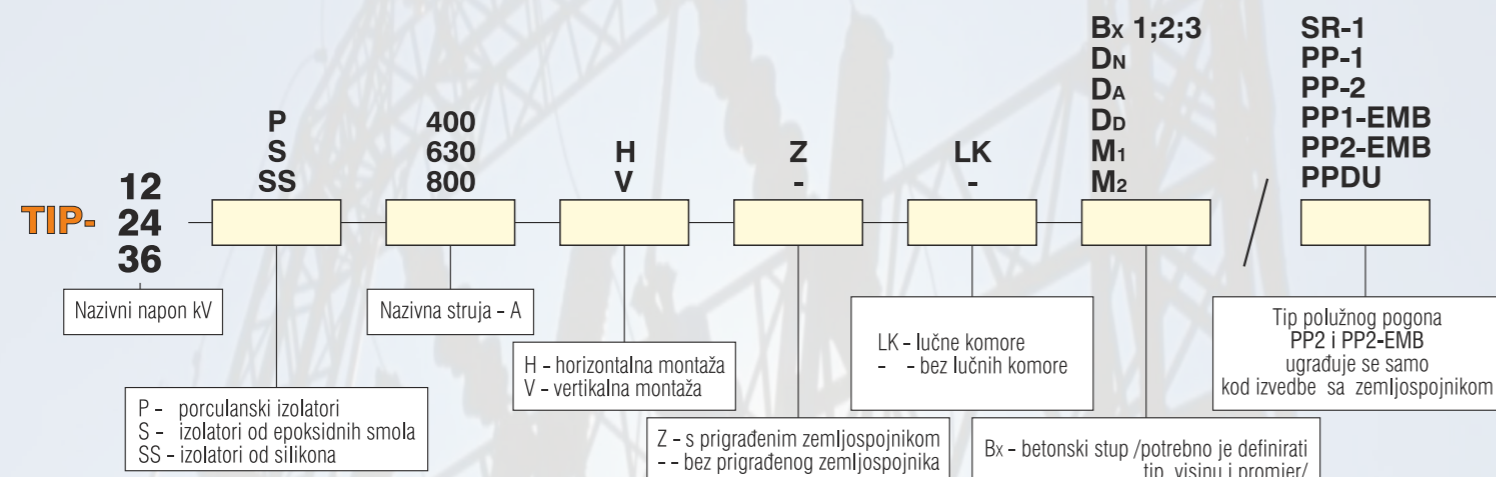 Bx 1;2;3
DN
DA
DD
M1
M2
SR-1
PP-1
PP-2
PP1-EMB
PP2-EMB
PPDU
P
S
SS
400
630
800
H
V
Z
-
LK
-
TIP-
12
24
36
/
Nazivni napon kV
Nazivna struja - A
P - porculanski izolatori
S - izolatori od epoksidnih smola
SS - izolatori od silikona
H - horizontalna montaža
V - vertikalna montaža
Z - s prigrađenim zemljospojnikom
- - bez prigrađenog zemljospojnika
LK - lučne komore
- - bez lučnih komore
Bx - betonski stup /potrebno je definirati
tip, visinu i promjer/
Tip polužnog pogona
PP2 i PP2-EMB
ugrađuje se samo
kod izvedbe sa zemljospojnikom